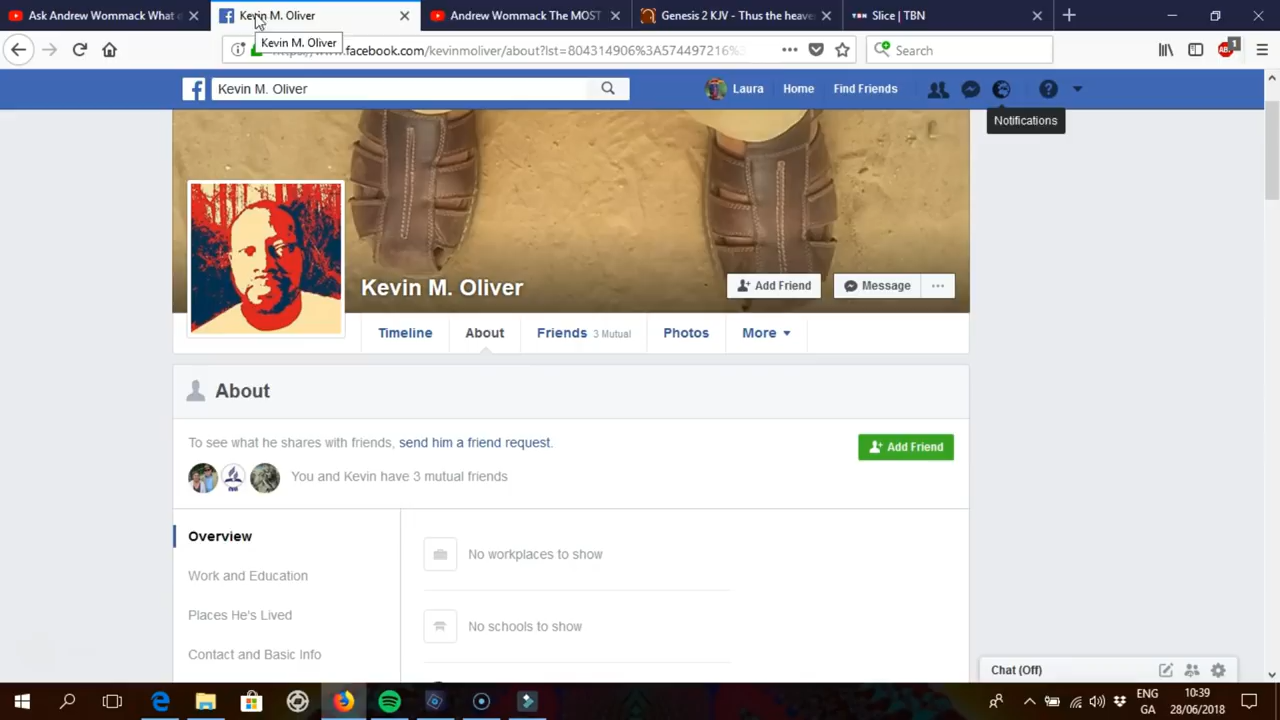 Ask Andrew Wommack What e
Kevin M. Oliver
Andrew Wommack The MOST
Genesis 2 KJV - Thus the heave
Slice | TBN
Kevin M. Oliver
www.facebook.com/kevinmoliver/about?lst=804314906%3A574497216%3
Search
Kevin M. Oliver
Laura
Home
Find Friends
Notifications
Kevin M. Oliver
Add Friend
Message
Timeline
About
Friends 3 Mutual
Photos
More
About
To see what he shares with friends, send him a friend request.
Add Friend
You and Kevin have 3 mutual friends
Overview
No workplaces to show
Work and Education
Places He's Lived
No schools to show
Contact and Basic Info
Chat (Off)
ENG
GA
10:39
28/06/2018